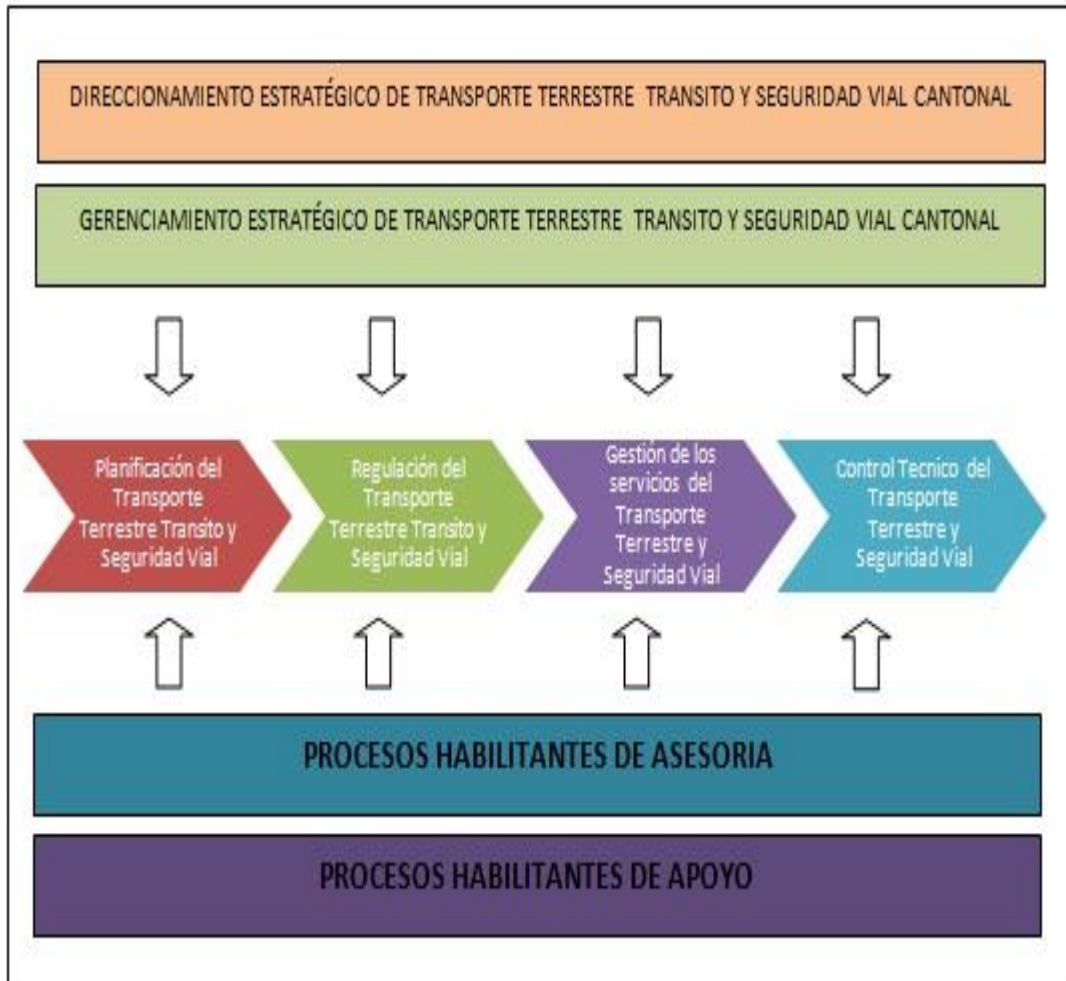 DIRECCIONAMIENTO ESTRATÉGICO DE TRANSPORTE TERRESTRE TRANSITO Y SEGURIDAD VIAL CANTONAL
GERENCIAMIENTO ESTRATÉGICO DE TRANSPORTE TERRESTRE TRANSITO Y SEGURIDAD VIAL CANTONAL
Planificación del
Transporte
Terrestre Transito y
Seguridad Vial
Regulación del
Transporte
Terrestre Transito y
Seguridad Vial
Gestión de los
servicios del
Transporte
Terrestre y
Seguridad Vial
Control Tecnico del
Transporte
Terrestre y
Seguridad Vial
PROCESOS HABILITANTES DE ASESORIA
PROCESOS HABILITANTES DE APOYO